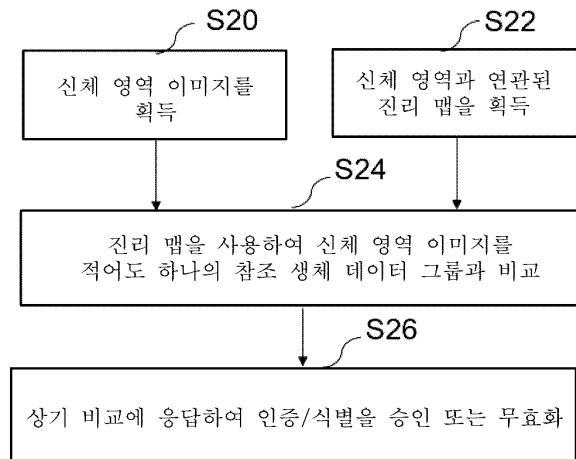 S20
신체 영역 이미지를
획득
S22
신체 영역과 연관된
진리 맵을 획득
S24
진리 맵을 사용하여 신체 영역 이미지를
적어도 하나의 참조 생체 데이터 그룹과 비교
S26
상기 비교에 응답하여 인증/식별을 승인 또는 무효화